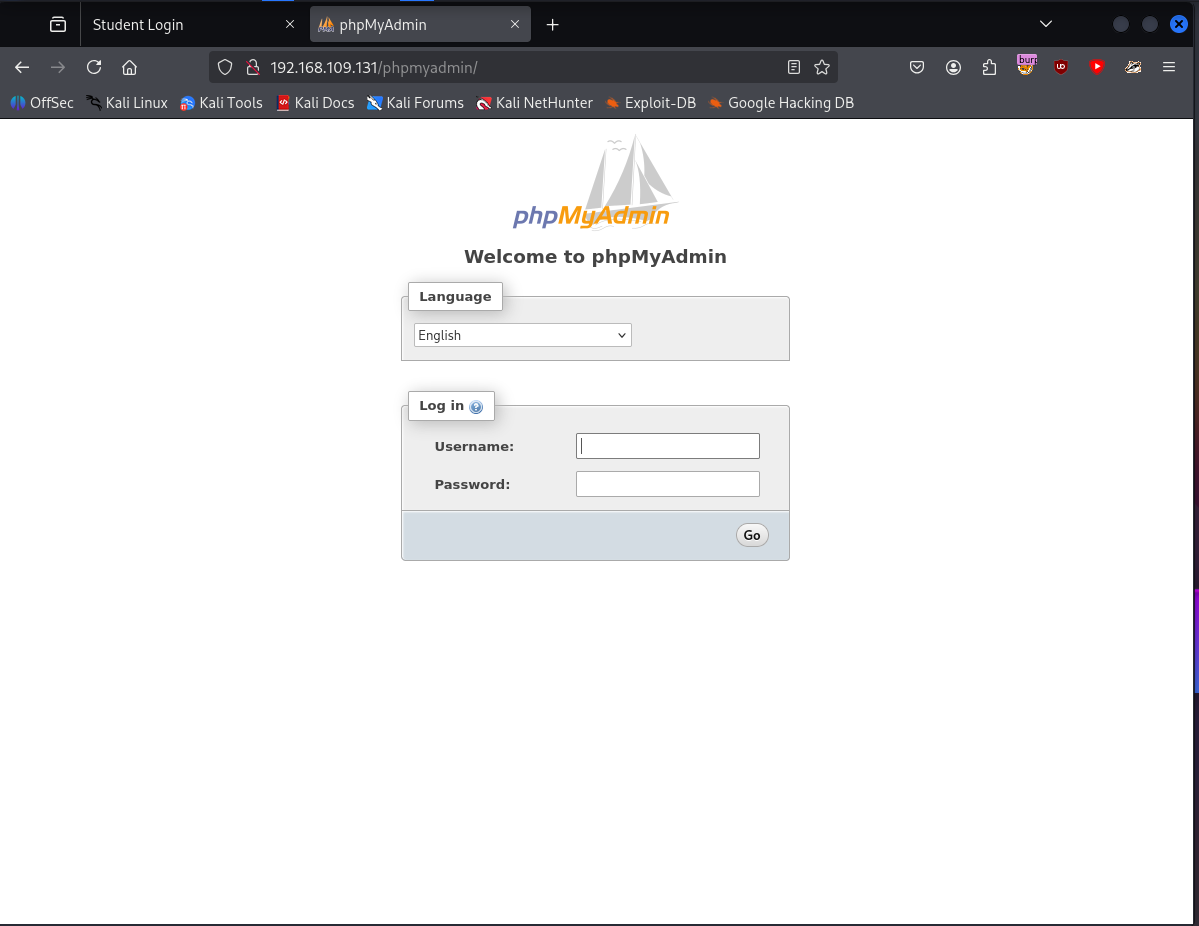 Student Login
phpMyAdmin
192.168.109.131/phpmyadmin/
OffSec
Kali Linux
Kali Tools
Kali Docs
Kali Forums
Kali NetHunter
Exploit-DB
Google Hacking DB
phpMyAdmin
Welcome to phpMyAdmin
Language
English
Log in
Username:
Password:
Go